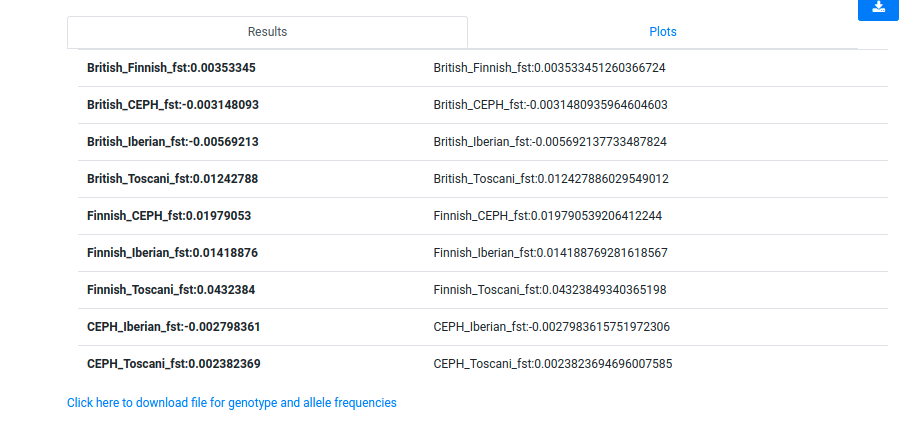 Results Plots
British_Finnish_fst:0.00353345 British_Finnish_fst:0.003533451260366724
British_CEPH_fst:-0.003148093 British_CEPH_fst:-0.0031480935964604603
British_Iberian_fst:-0.00569213 British_Iberian_fst:-0.005692137733487824
British_Toscani_fst:0.01242788 British_Toscani_fst:0.012427886029549012
Finnish_CEPH_fst:0.01979053 Finnish_CEPH_fst:0.019790539206412244
Finnish_Iberian_fst:0.01418876 Finnish_Iberian_fst:0.014188769281618567
Finnish_Toscani_fst:0.0432384 Finnish_Toscani_fst:0.04323849340365198
CEPH_Iberian_fst:-0.002798361 CEPH_Iberian_fst:-0.0027983615751972306
CEPH_Toscani_fst:0.002382369 CEPH_Toscani_fst:0.0023823694696007585
Click here to download file for genotype and allele frequencies